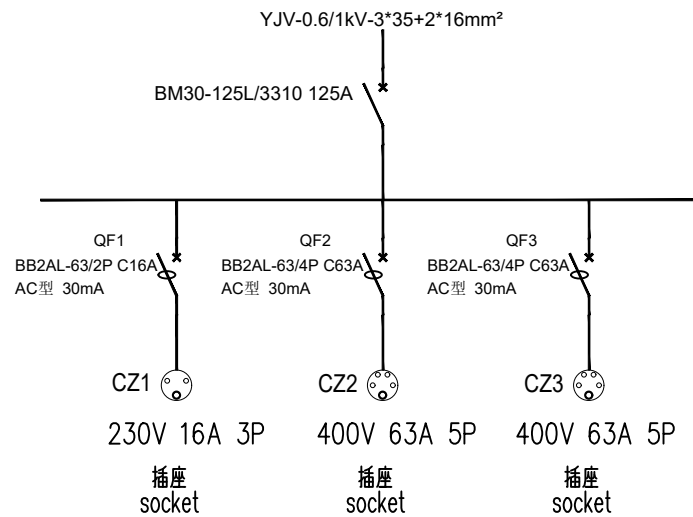 YJV-0.6/1kV-3*35+2*16mm²
BM30-125L/3310 125A
QF1
BB2AL-63/2P C16A
AC型 30mA
QF2
BB2AL-63/4P C63A
AC型 30mA
QF3
BB2AL-63/4P C63A
AC型 30mA
CZ1
CZ2
CZ3
230V 16A 3P
400V 63A 5P
400V 63A 5P
插座
socket
插座
socket
插座
socket